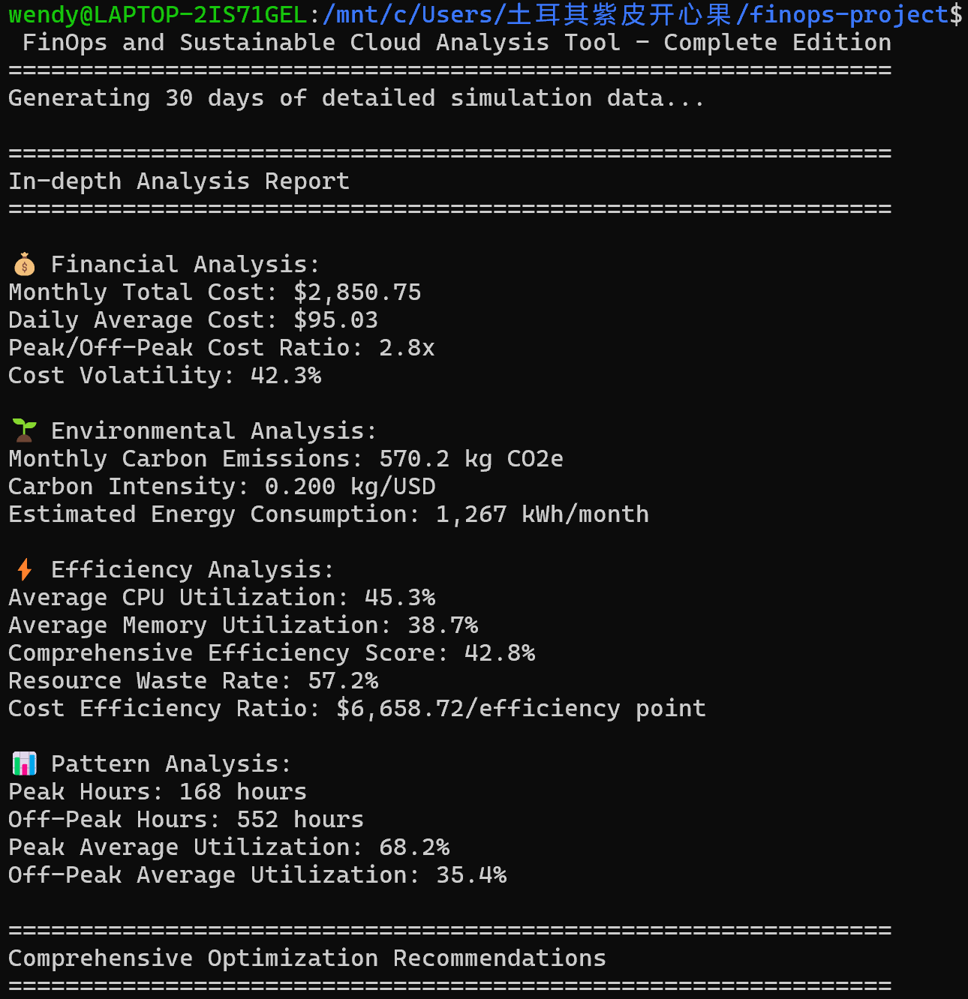 wendy@LAPTOP-2IS71GEL:/mnt/c/Users/土耳其紫皮开心果/finops-project$
FinOps and Sustainable Cloud Analysis Tool - Complete Edition
==============================================================
Generating 30 days of detailed simulation data...
==============================================================
In-depth Analysis Report
==============================================================
💰 Financial Analysis:
Monthly Total Cost: $2,850.75
Daily Average Cost: $95.03
Peak/Off-Peak Cost Ratio: 2.8x
Cost Volatility: 42.3%
🌱 Environmental Analysis:
Monthly Carbon Emissions: 570.2 kg CO2e
Carbon Intensity: 0.200 kg/USD
Estimated Energy Consumption: 1,267 kWh/month
⚡ Efficiency Analysis:
Average CPU Utilization: 45.3%
Average Memory Utilization: 38.7%
Comprehensive Efficiency Score: 42.8%
Resource Waste Rate: 57.2%
Cost Efficiency Ratio: $6,658.72/efficiency point
📊 Pattern Analysis:
Peak Hours: 168 hours
Off-Peak Hours: 552 hours
Peak Average Utilization: 68.2%
Off-Peak Average Utilization: 35.4%
==============================================================
Comprehensive Optimization Recommendations
==============================================================